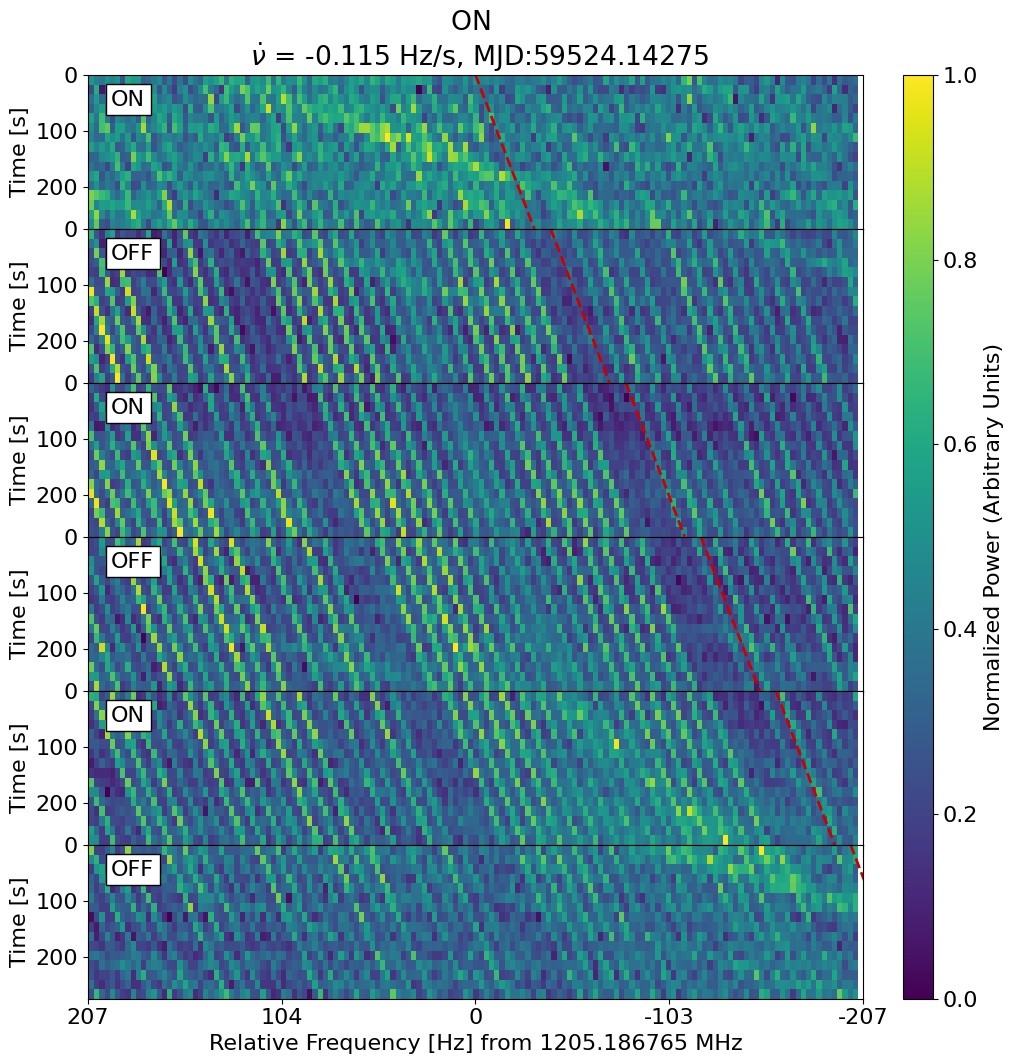 ON
ν̇ = -0.115 Hz/s, MJD:59524.14275
0
ON
100
200
Time [s]
0
OFF
100
200
Time [s]
0
ON
100
200
Time [s]
0
OFF
100
200
Time [s]
0
ON
100
200
Time [s]
0
OFF
100
200
Time [s]
207 104 0 -103 -207
Relative Frequency [Hz] from 1205.186765 MHz
1.0
0.8
0.6
0.4
0.2
0.0
Normalized Power (Arbitrary Units)